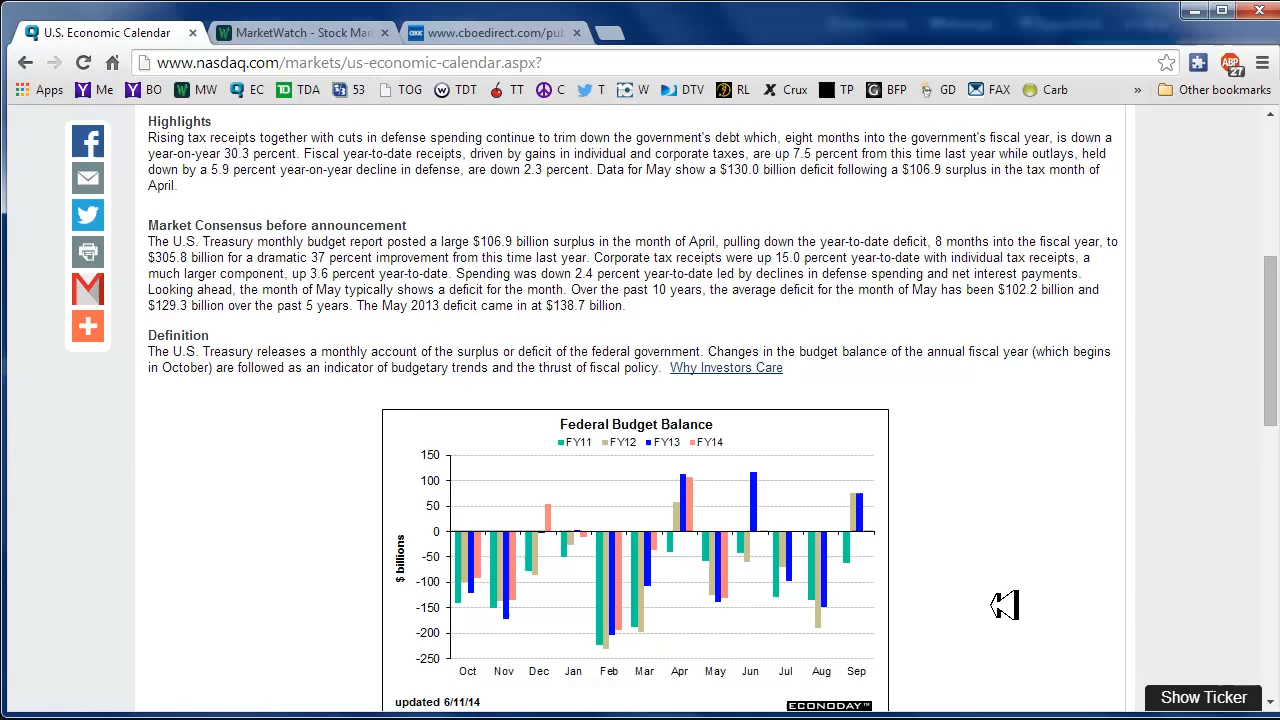 U.S. Economic Calendar
MarketWatch - Stock Mar
www.cboedirect.com/pu
www.nasdaq.com/markets/us-economic-calendar.aspx?
ABP
27
Apps Me BO MW EC TDA 53 TOG TDT TT C T W DTV RL Crux TP BFP GD FAX Carb » Other bookmarks
Highlights
Rising tax receipts together with cuts in defense spending continue to trim down the government's debt which, eight months into the government's fiscal year, is down a
year-on-year 30.3 percent. Fiscal year-to-date receipts, driven by gains in individual and corporate taxes, are up 7.5 percent from this time last year while outlays, held
down by a 5.9 percent year-on-year decline in defense, are down 2.3 percent. Data for May show a $130.0 billion deficit following a $106.9 surplus in the tax month of
April.
Market Consensus before announcement
The U.S. Treasury monthly budget report posted a large $106.9 billion surplus in the month of April, pulling down the year-to-date deficit, 8 months into the fiscal year, to
$305.8 billion for a dramatic 37 percent improvement from this time last year. Corporate tax receipts were up 15.0 percent year-to-date with individual tax receipts, a
much larger component, up 3.6 percent year-to-date. Spending was down 2.4 percent year-to-date led by declines in defense spending and net interest payments.
Looking ahead, the month of May typically shows a deficit for the month. Over the past 10 years, the average deficit for the month of May has been $102.2 billion and
$129.3 billion over the past 5 years. The May 2013 deficit came in at $138.7 billion.
Definition
The U.S. Treasury releases a monthly account of the surplus or deficit of the federal government. Changes in the budget balance of the annual fiscal year (which begins
in October) are followed as an indicator of budgetary trends and the thrust of fiscal policy. Why Investors Care
Federal Budget Balance
FY11 FY12 FY13 FY14
150
100
50
0
-50
-100
-150
-200
-250
$ billions
Oct Nov Dec Jan Feb Mar Apr May Jun Jul Aug Sep
updated 6/11/14
ECONODAY™
Show Ticker